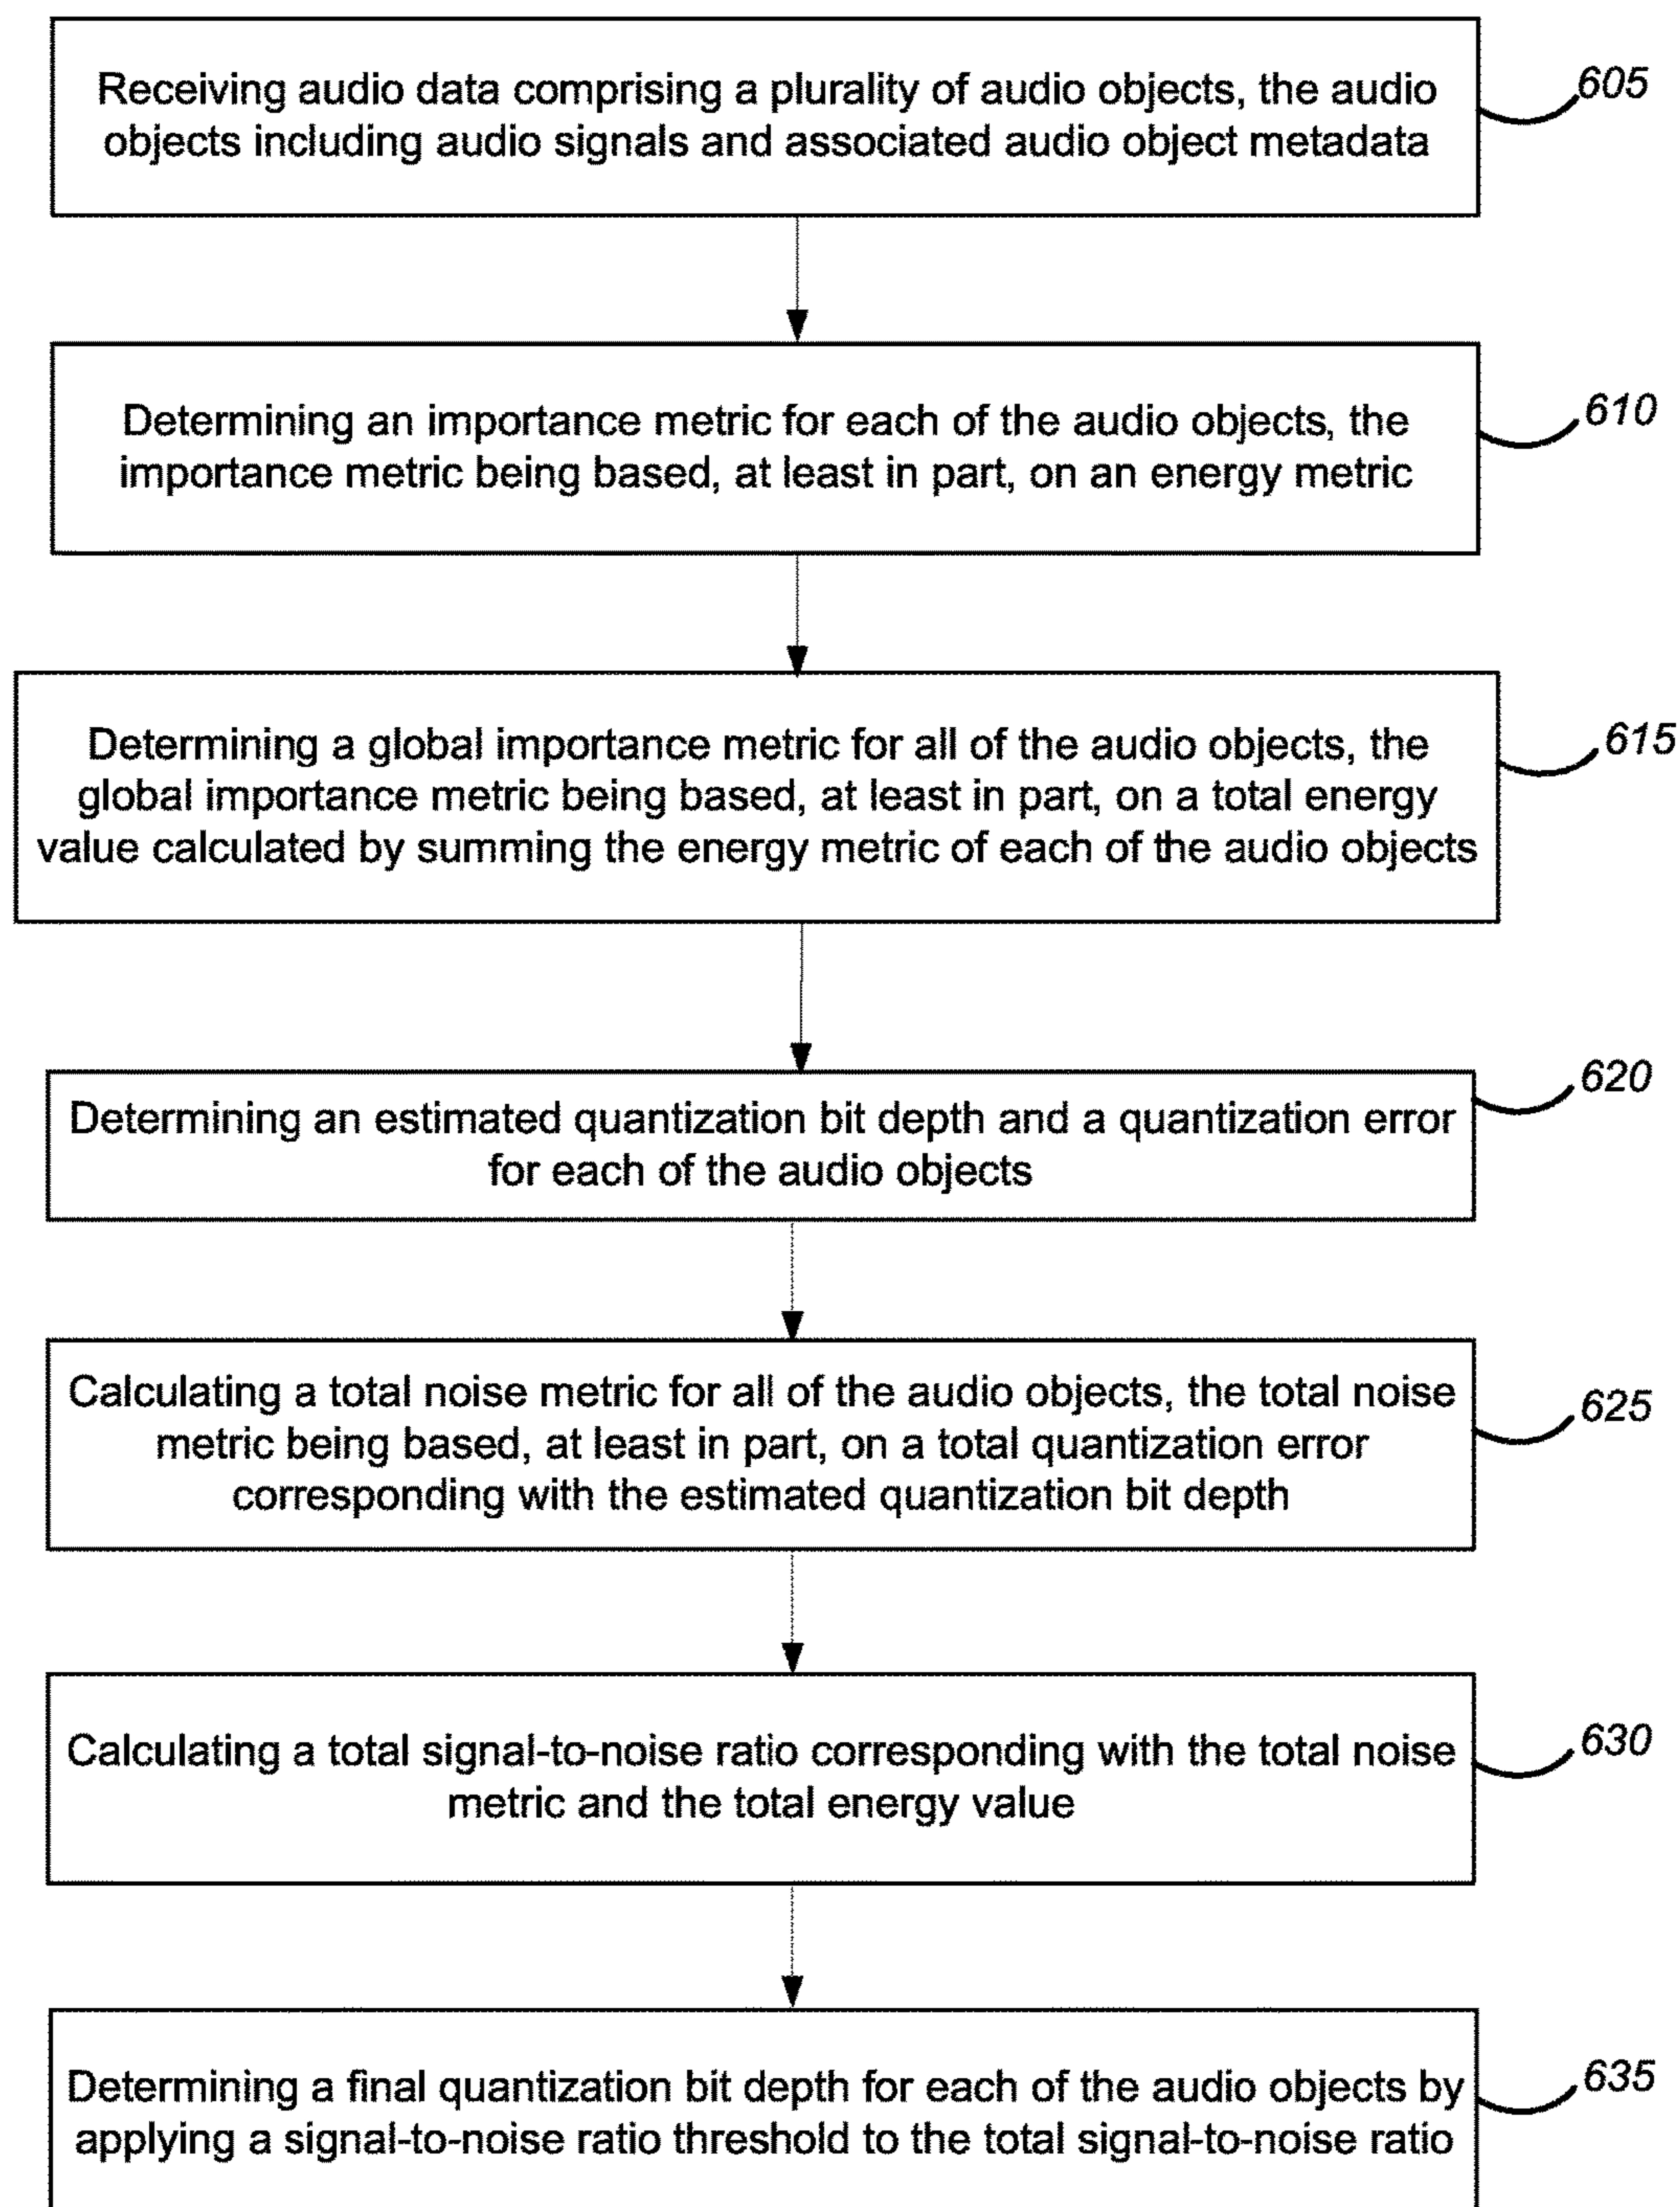 Receiving audio data comprising a plurality of audio objects, the audio
objects including audio signals and associated audio object metadata
605
Determining an importance metric for each of the audio objects, the
importance metric being based, at least in part, on an energy metric
610
Determining a global importance metric for all of the audio objects, the
global importance metric being based, at least in part, on a total energy
value calculated by summing the energy metric of each of the audio objects
615
Determining an estimated quantization bit depth and a quantization error
for each of the audio objects
620
Calculating a total noise metric for all of the audio objects, the total noise
metric being based, at least in part, on a total quantization error
corresponding with the estimated quantization bit depth
625
Calculating a total signal-to-noise ratio corresponding with the total noise
metric and the total energy value
630
Determining a final quantization bit depth for each of the audio objects by
applying a signal-to-noise ratio threshold to the total signal-to-noise ratio
635